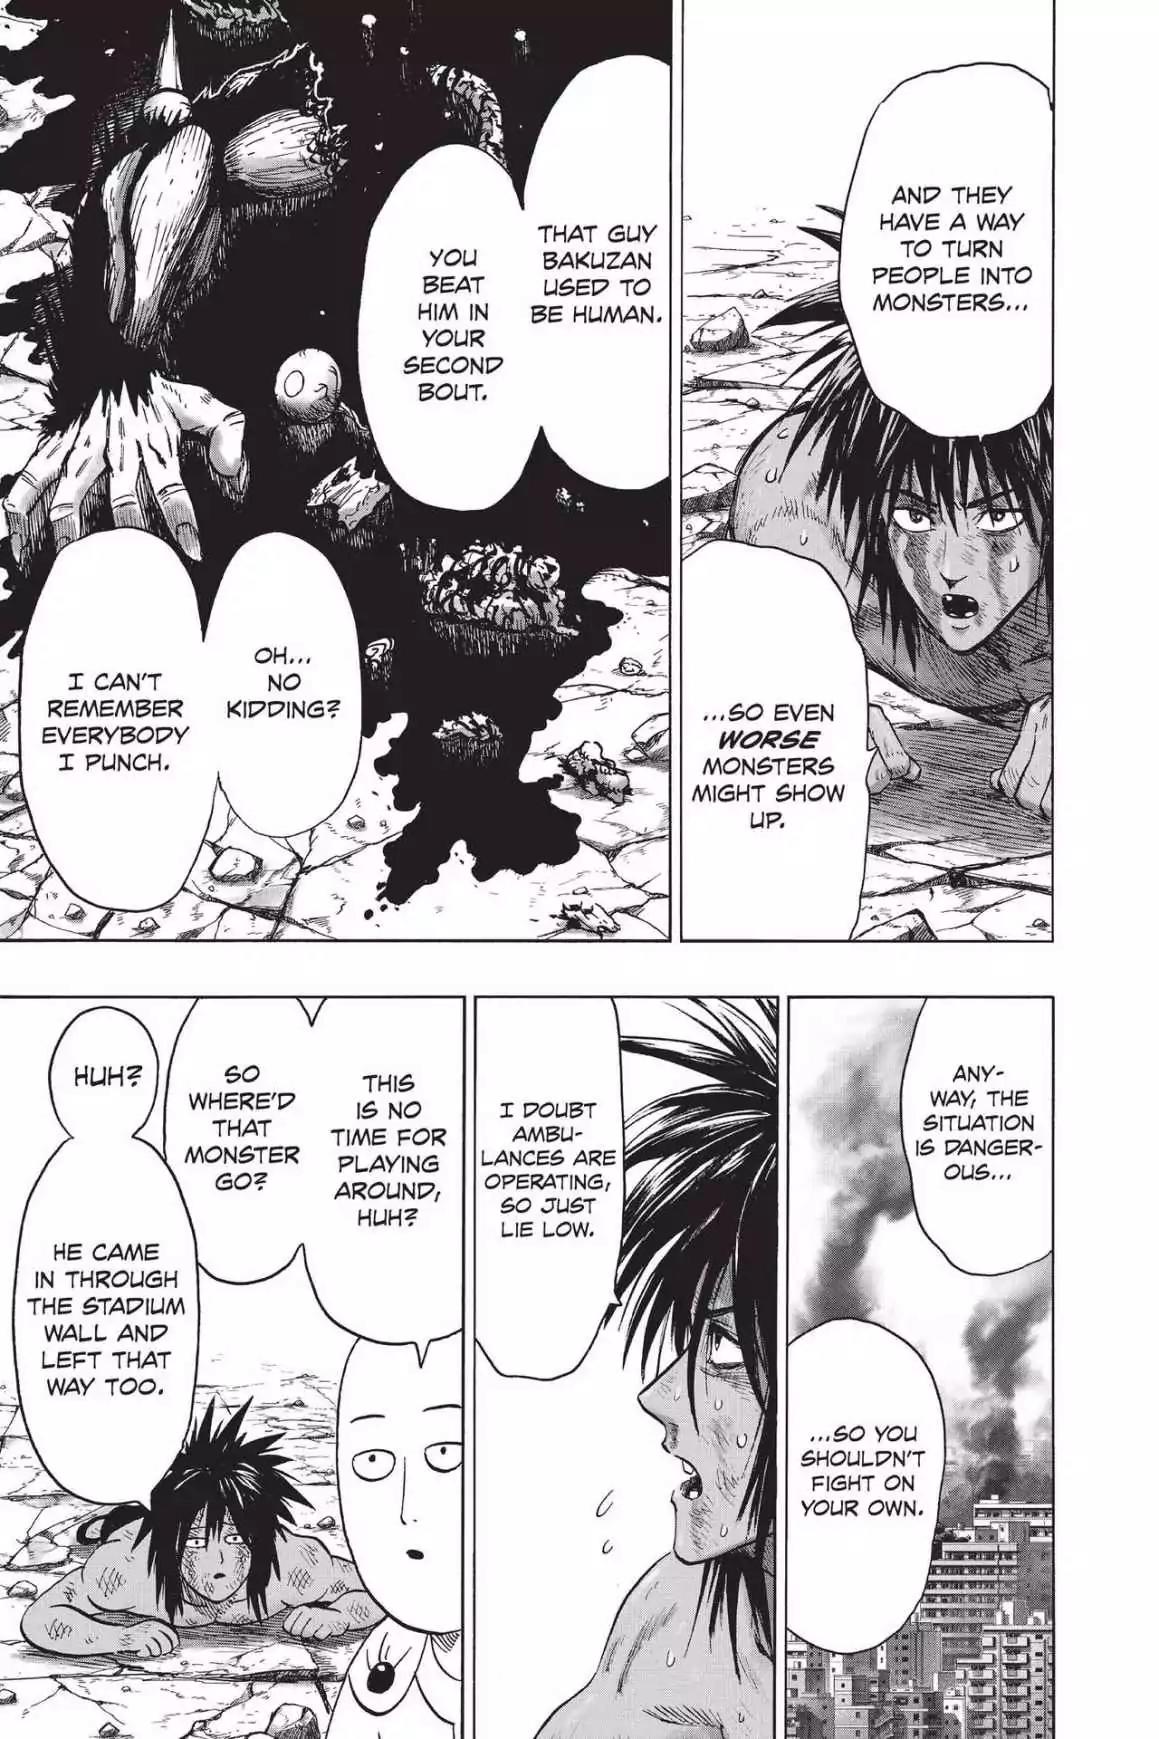 AND THEY
HAVE A WAY
TO TURN
PEOPLE INTO
MONSTERS...
...SO EVEN
WORSE
MONSTERS
MIGHT SHOW
UP.
THAT GUY
BAKUZAN
USED TO
BE HUMAN.
YOU
BEAT
HIM IN
YOUR
SECOND
BOUT.
OH...
NO
KIDDING?
I CAN'T
REMEMBER
EVERYBODY
I PUNCH.
ANY-
WAY, THE
SITUATION
IS DANGER-
OUS...
...SO YOU
SHOULDN'T
FIGHT ON
YOUR OWN.
I DOUBT
AMBU-
LANCES ARE
OPERATING,
SO JUST
LIE LOW.
THIS
IS NO
TIME FOR
PLAYING
AROUND,
HUH?
SO
WHERE'D
THAT
MONSTER
GO?
HUH?
HE CAME
IN THROUGH
THE STADIUM
WALL AND
LEFT THAT
WAY TOO.